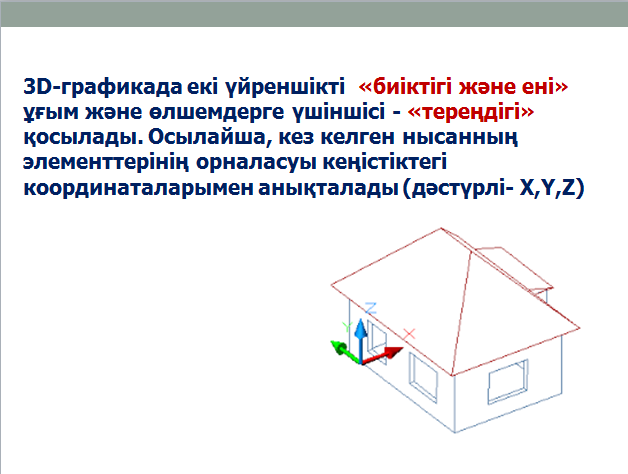 3D-графикада екі үйреншікті «биіктігі және ені»
ұғым және өлшемдерге үшіншісі - «тереңдігі»
қосылады. Осылайша, кез келген нысанның
элементтерінің орналасуы кеңістіктегі
координаталарымен анықталады (дәстүрлі- X,Y,Z)
Z
Y
X